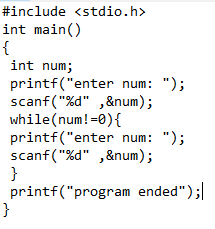 #include <stdio.h>
int main()
{
int num;
printf("enter num: ");
scanf("%d" ,&num);
while(num!=0){
printf("enter num: ");
scanf("%d" ,&num);
}
printf("program ended");
}